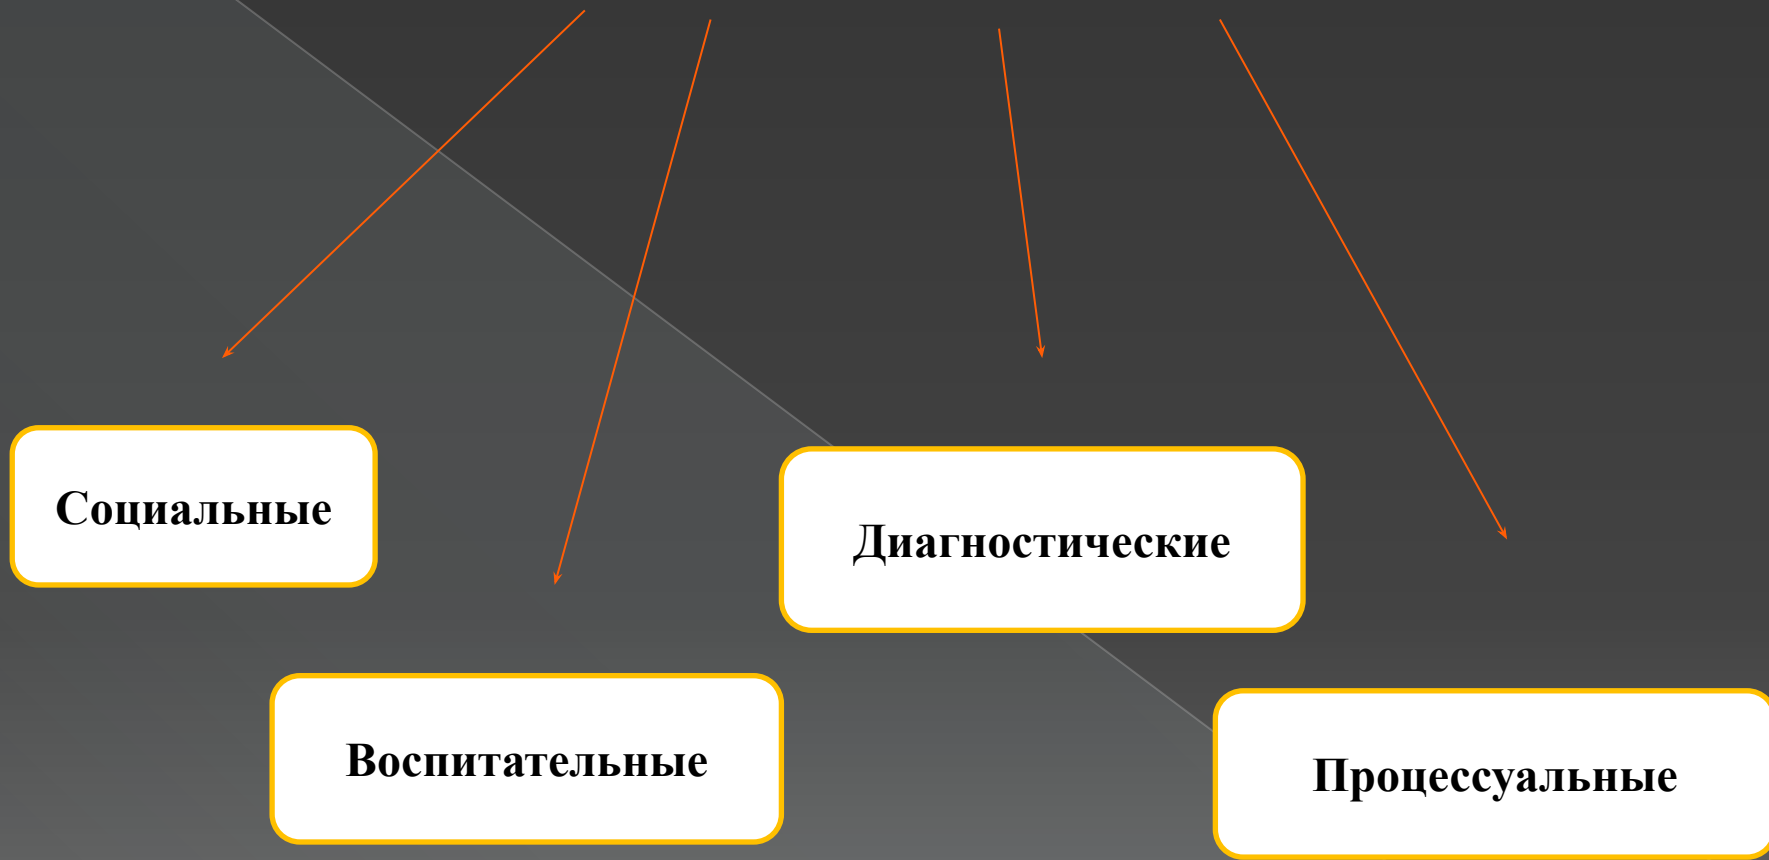 Социальные
Диагностические
Воспитательные
Процессуальные